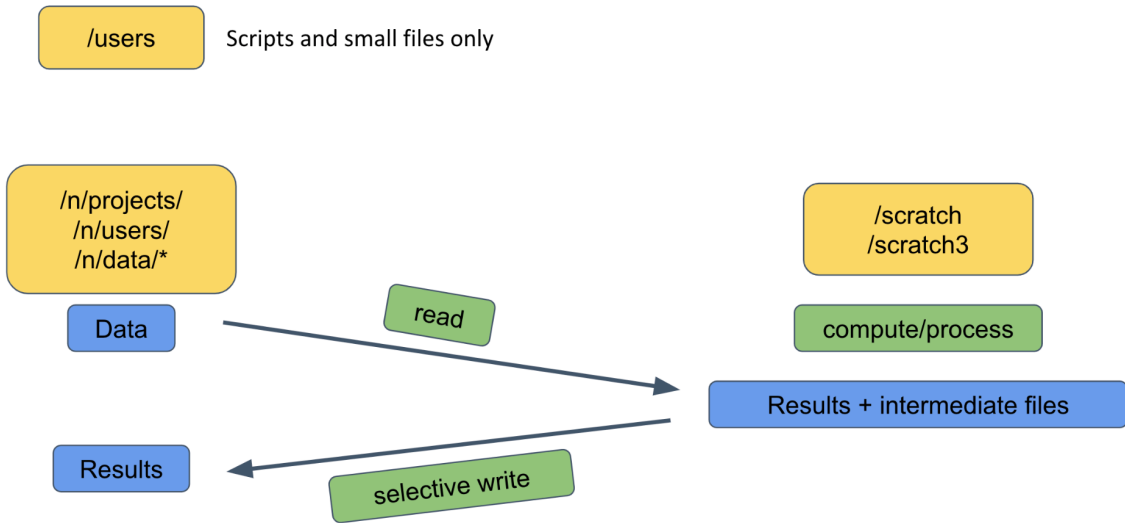 /users
Scripts and small files only
/n/projects/
/n/users/
/n/data/*
/scratch
/scratch3
Data
read
compute/process
Results + intermediate files
Results
selective write